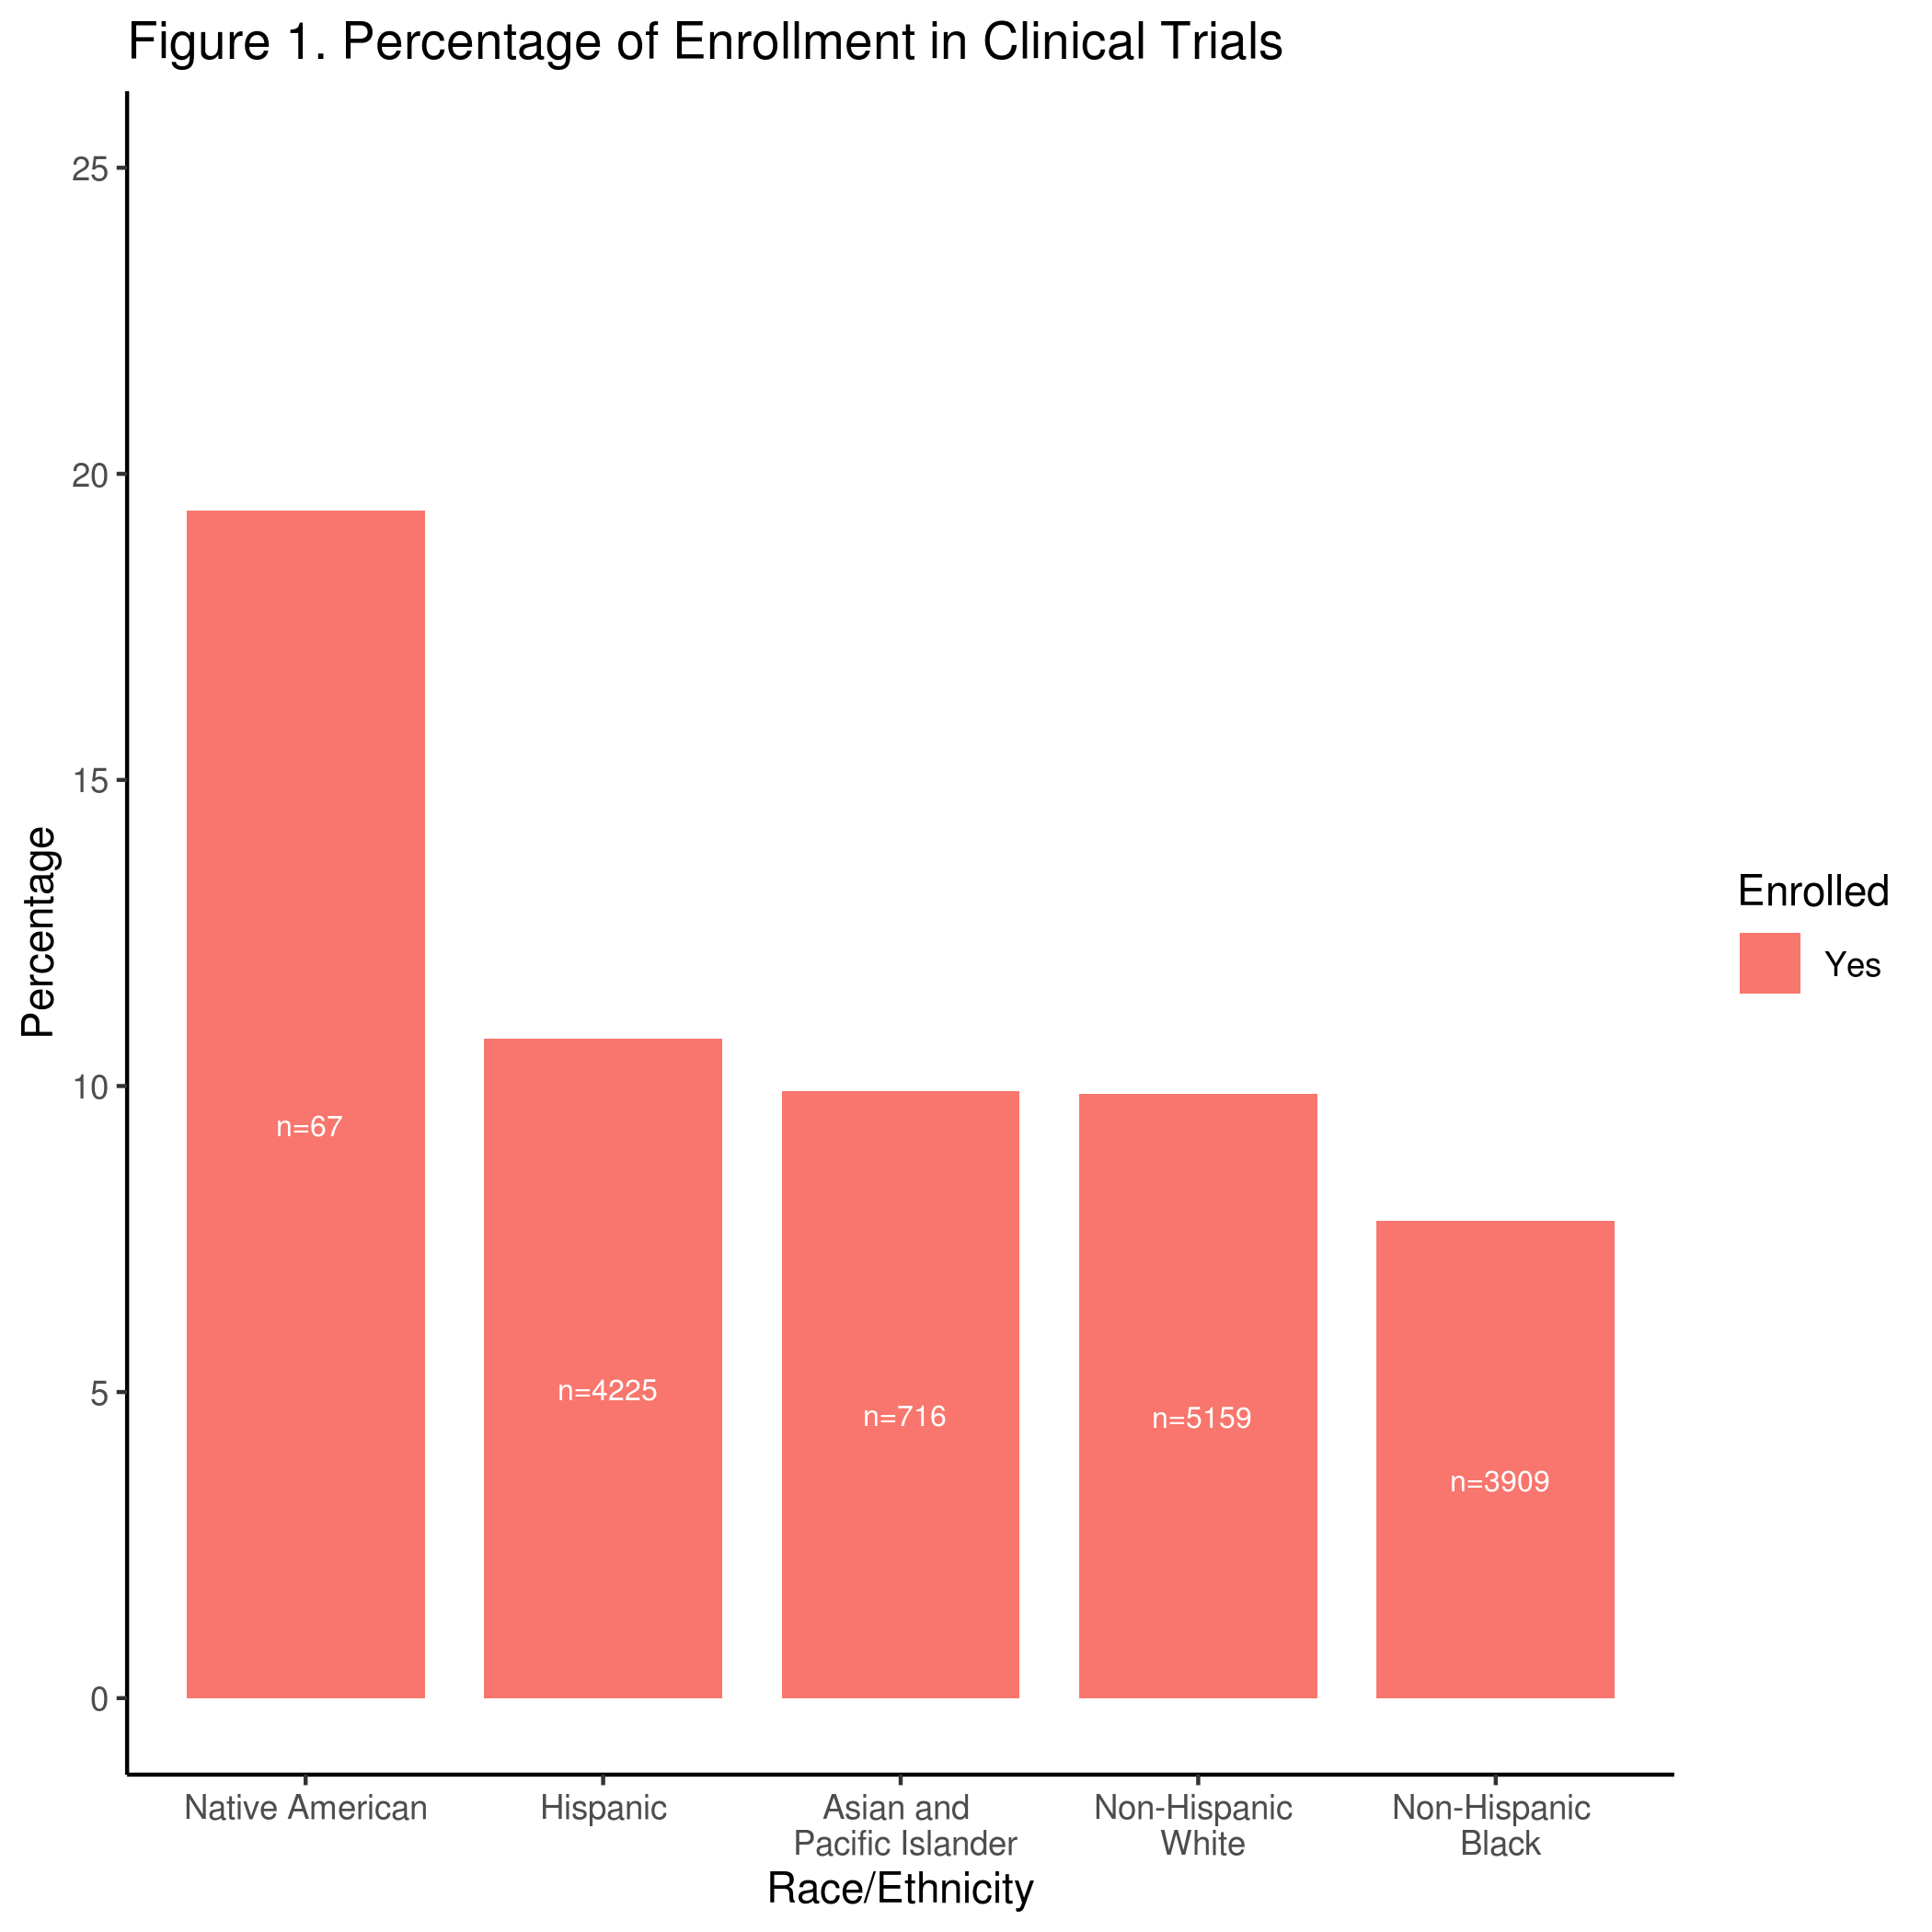 Figure 1. Percentage of Enrollment in Clinical Trials
25
20
15
10
5
0
Percentage
n=67
n=4225
n=716
n=5159
n=3909
Native American
Hispanic
Asian and
Pacific Islander
Non-Hispanic
White
Non-Hispanic
Black
Race/Ethnicity
Enrolled
Yes